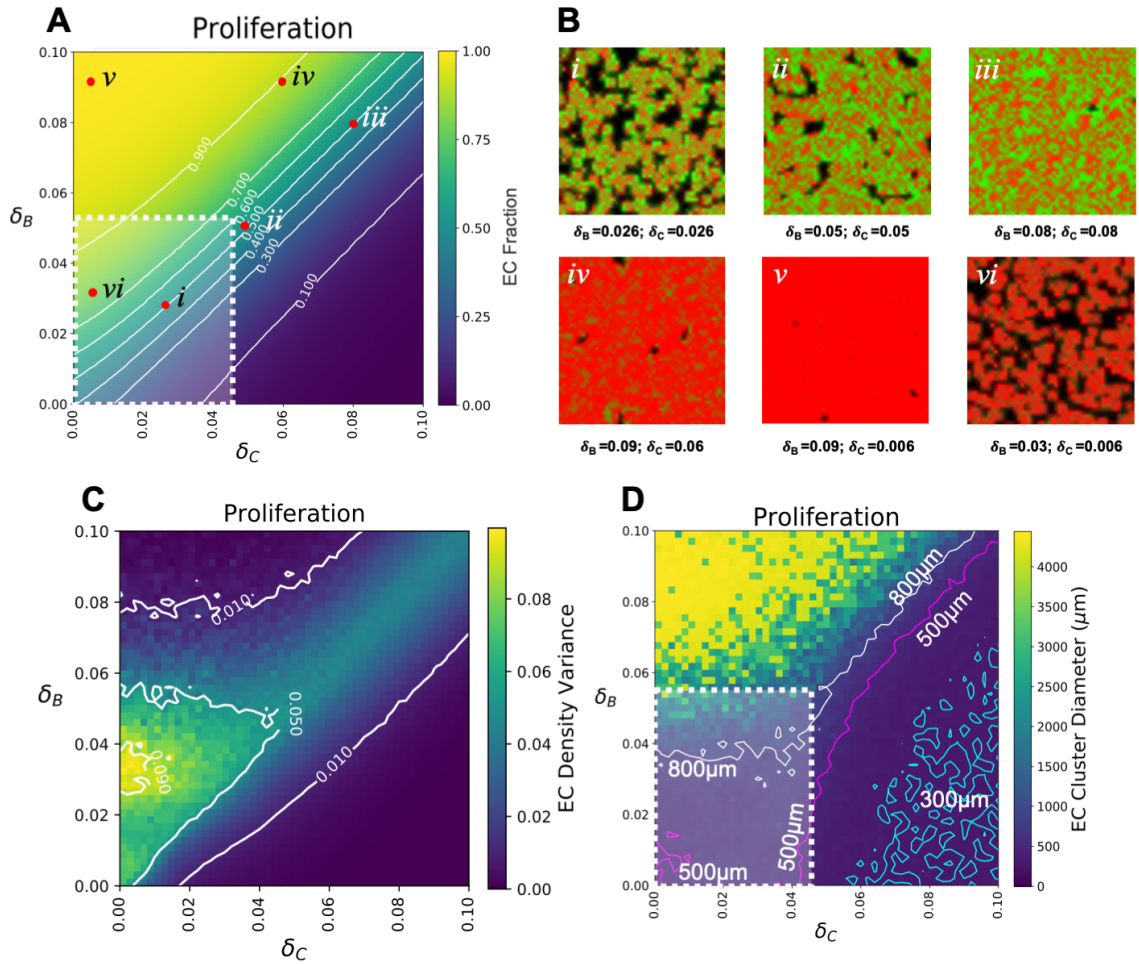 A
Proliferation
0.10
0.08
0.06
0.04
0.02
0.00
δB
0.00
0.02
0.04
0.06
0.08
0.10
δC
v
iv
iii
ii
vi
i
0.900
0.700
0.600
0.500
0.400
0.300
0.100
1.00
0.75
0.50
0.25
0.00
EC Fraction
B
i
ii
iii
δB =0.026; δC =0.026
δB =0.05; δC =0.05
δB =0.08; δC =0.08
iv
v
vi
δB =0.09; δC =0.06
δB =0.09; δC =0.006
δB =0.03; δC =0.006
C
Proliferation
0.10
0.08
0.06
0.04
0.02
0.00
δB
0.00
0.02
0.04
0.06
0.08
0.10
δC
0.010
0.050
0.090
0.010
0.08
0.06
0.04
0.02
0.00
EC Density Variance
D
Proliferation
0.10
0.08
0.06
0.04
0.02
0.00
δB
0.00
0.02
0.04
0.06
0.08
0.10
δC
800μm
500μm
800μm
500μm
500μm
300μm
4000
3500
3000
2500
2000
1500
1000
500
0
EC Cluster Diameter (μm)